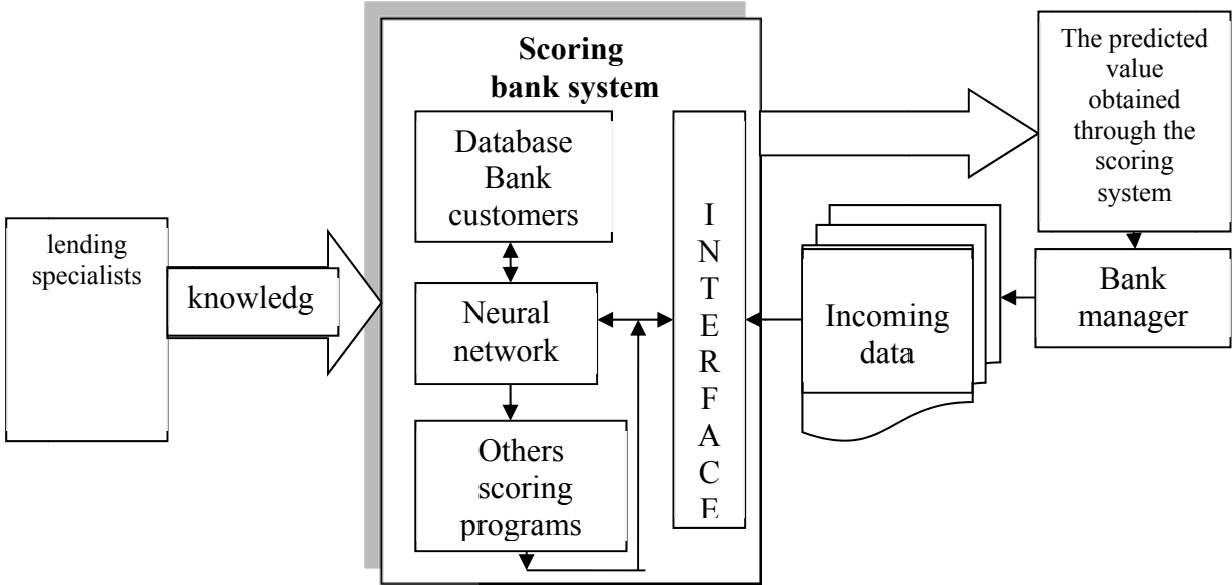 lending
specialists
knowledg
Scoring
bank system
Database
Bank
customers
Neural
network
Others
scoring
programs
I
N
T
E
R
F
A
C
E
Incoming
data
The predicted
value
obtained
through the
scoring
system
Bank
manager